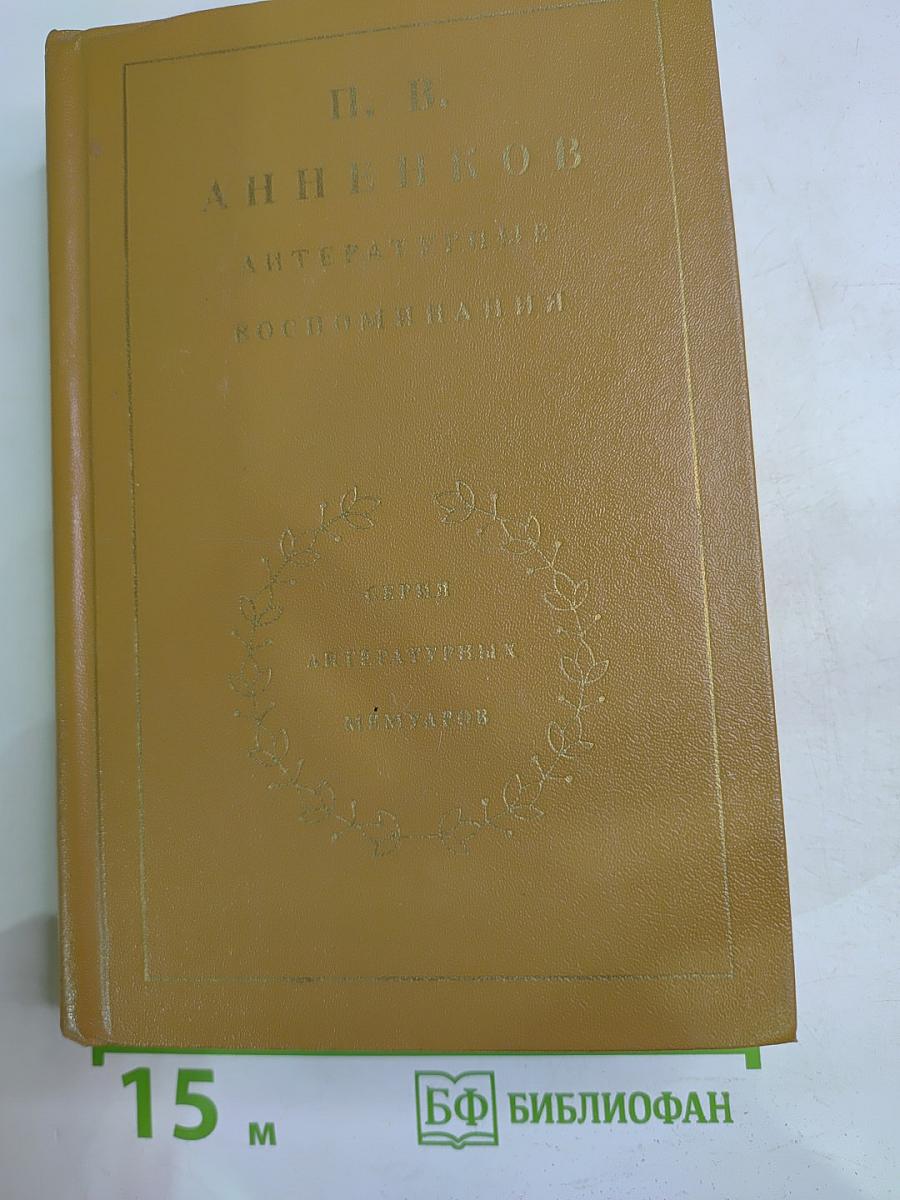 П. В.
АННЕНКОВ
ЛИТЕРАТУРНЫЕ
ВОСПОМИНАНИЯ
СЕРИЯ
ЛИТЕРАТУРНЫХ
МЕМУАРОВ
15 м
БФ БИБЛИОФАН